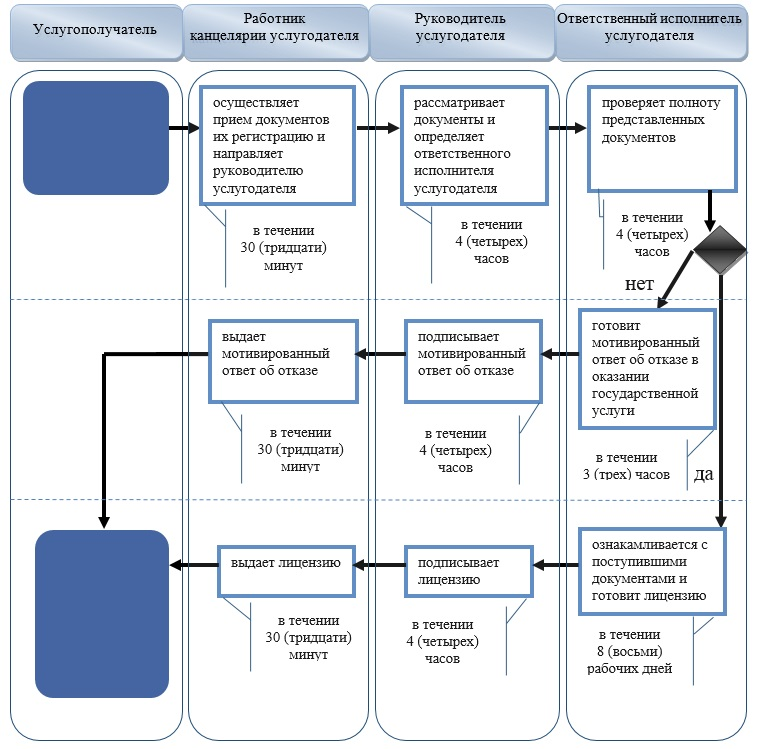 Услугополучатель
Работник
канцелярии услугодателя
Руководитель
услугодателя
Ответственный исполнитель
услугодателя
осуществляет
прием документов
их регистрацию и
направляет
руководителю
услугодателя
рассматривает
документы и
определяет
ответственного
исполнителя
услугодателя
проверяет полноту
представленных
документов
в течении
30 (тридцати)
минут
в течении
4 (четырех)
часов
в течении
4 (четырех)
часов
нет
выдает
мотивированный
ответ об отказе
подписывает
мотивированный
ответ об отказе
готовит
мотивированный
ответ об отказе в
оказании
государственной
услуги
в течении
30 (тридцати)
минут
в течении
4 (четырех)
часов
в течении
3 (трех) часов
да
выдает лицензию
подписывает
лицензию
ознакамливается с
поступившими
документами и
готовит лицензию
в течении
30 (тридцати)
минут
в течении
4 (четырех)
часов
в течении
8 (восьми)
рабочих дней